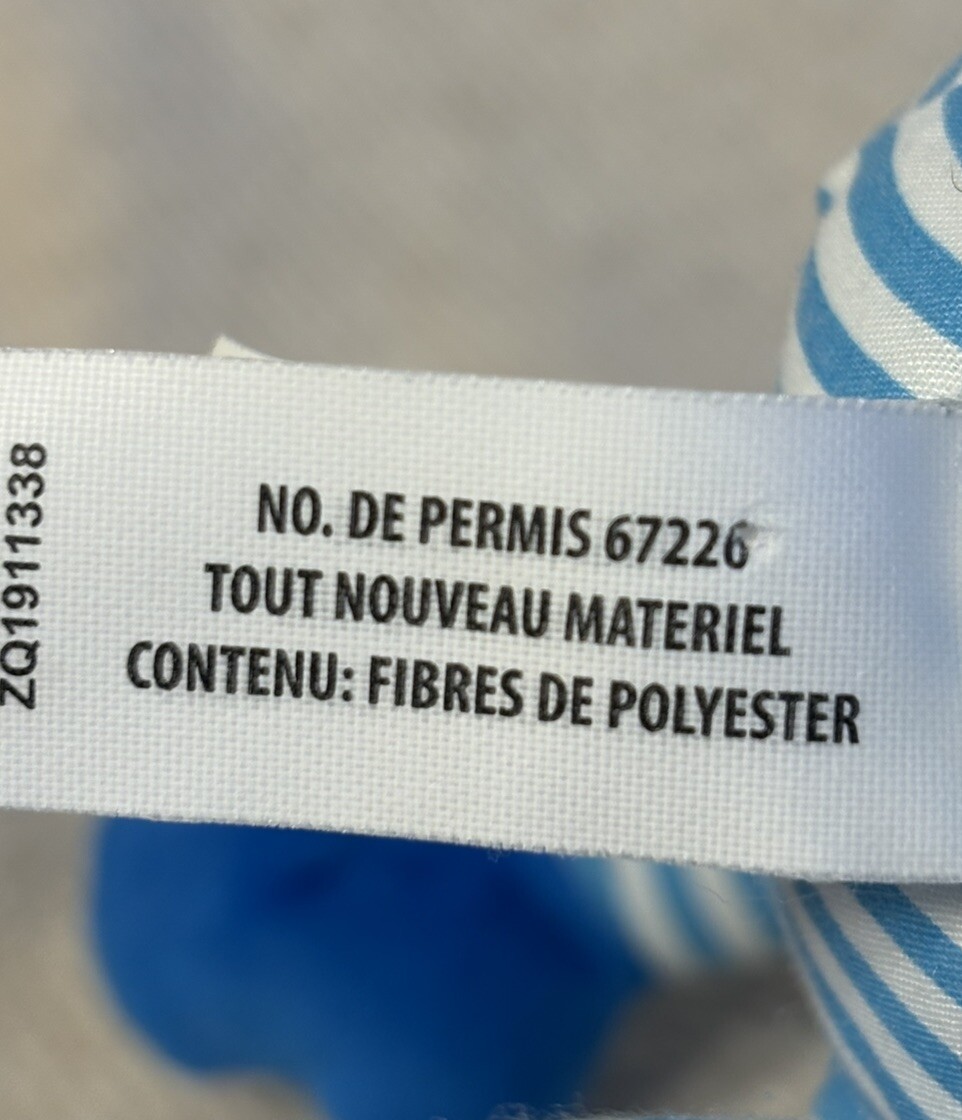 NO. DE PERMIS 67226
TOUT NOUVEAU MATERIEL
CONTENU: FIBRES DE POLYESTER
ZQ1911338